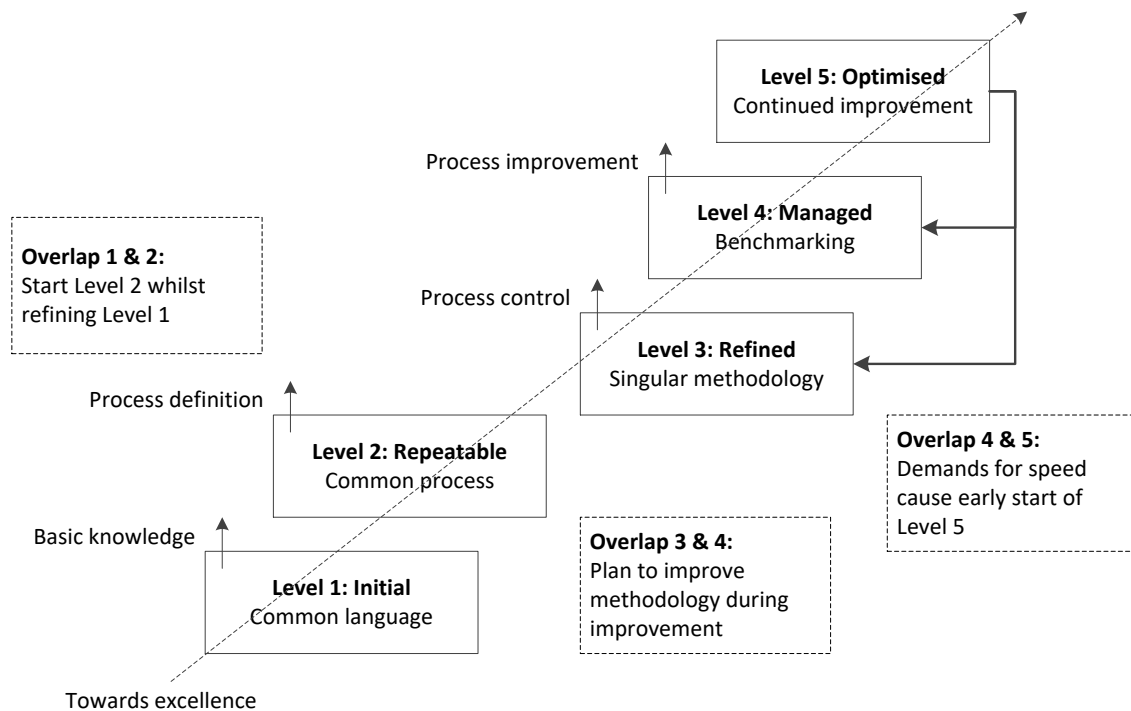 Level 5: Optimised
Continued improvement
Process improvement
Level 4: Managed
Benchmarking
Overlap 1 & 2:
Start Level 2 whilst
refining Level 1
Process control
Level 3: Refined
Singular methodology
Process definition
Level 2: Repeatable
Common process
Overlap 4 & 5:
Demands for speed
cause early start of
Level 5
Basic knowledge
Overlap 3 & 4:
Plan to improve
methodology during
improvement
Level 1: Initial
Common language
Towards excellence